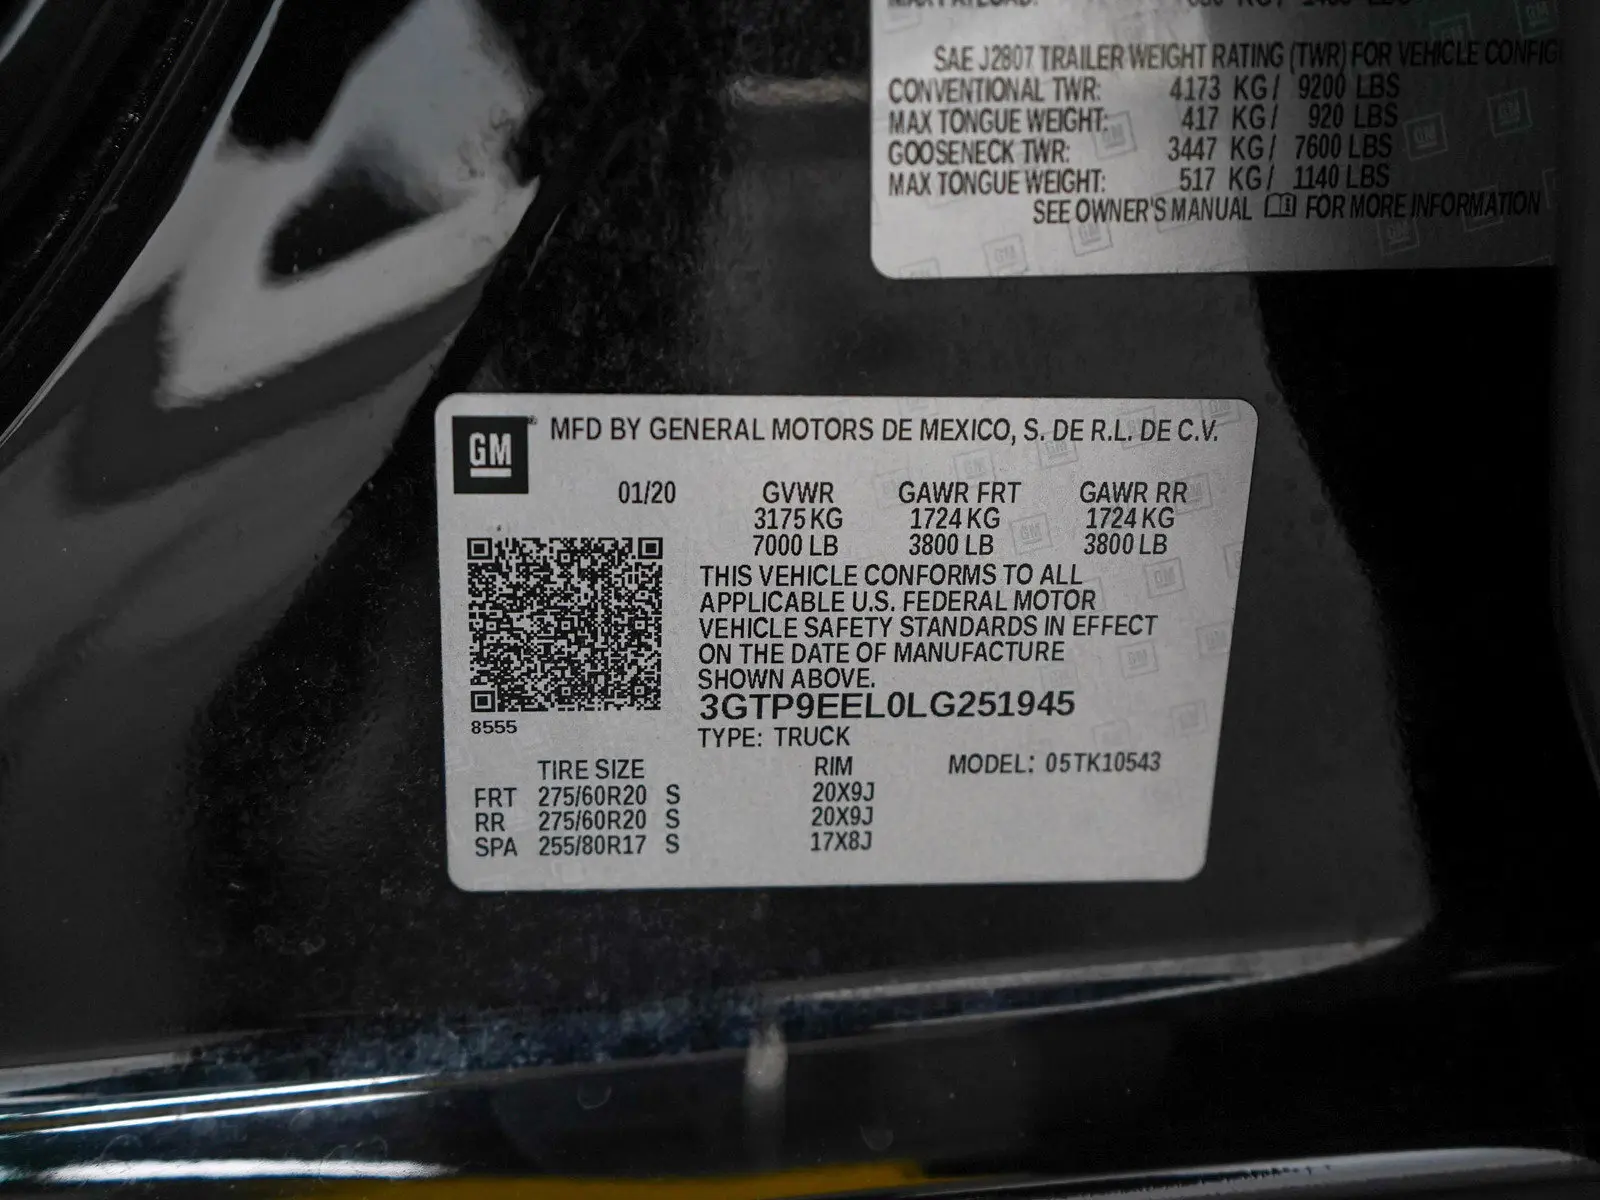 SAE J2807 TRAILER WEIGHT RATING (TWR) FOR VEHICLE
CONVENTIONAL TWR: 4173 KG/ 9200 LBS
MAX TONGUE WEIGHT: 417 KG/ 920 LBS
GOOSENECK TWR: 3447 KG/ 7600 LBS
MAX TONGUE WEIGHT: 517 KG/ 1140 LBS
SEE OWNER'S MANUAL FOR MORE INFORMATION
GM MFD BY GENERAL MOTORS DE MEXICO, S. DE R.L. DE C.V.
01/20 GVWR GAWR FRT GAWR RR
3175 KG 1724 KG 1724 KG
7000 LB 3800 LB 3800 LB
THIS VEHICLE CONFORMS TO ALL
APPLICABLE U.S. FEDERAL MOTOR
VEHICLE SAFETY STANDARDS IN EFFECT
ON THE DATE OF MANUFACTURE
SHOWN ABOVE.
3GTP9EEL0LG251945
8555
TYPE: TRUCK
TIRE SIZE RIM MODEL: 05TK10543
FRT 275/60R20 S 20X9J
RR 275/60R20 S 20X9J
SPA 255/80R17 S 17X8J